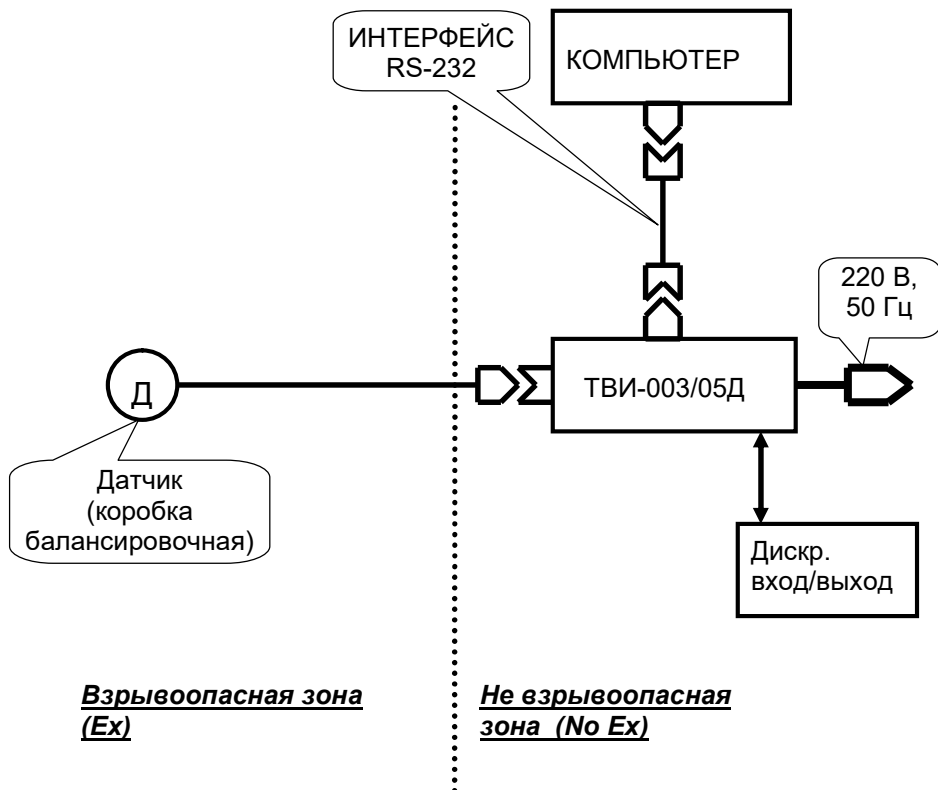 ИНТЕРФЕЙС
RS-232
КОМПЬЮТЕР
220 В,
50 Гц
Д
ТВИ-003/05Д
Датчик
(коробка
балансировочная)
Дискр.
вход/выход
Взрывоопасная зона
(Ex)
Не взрывоопасная
зона (No Ex)